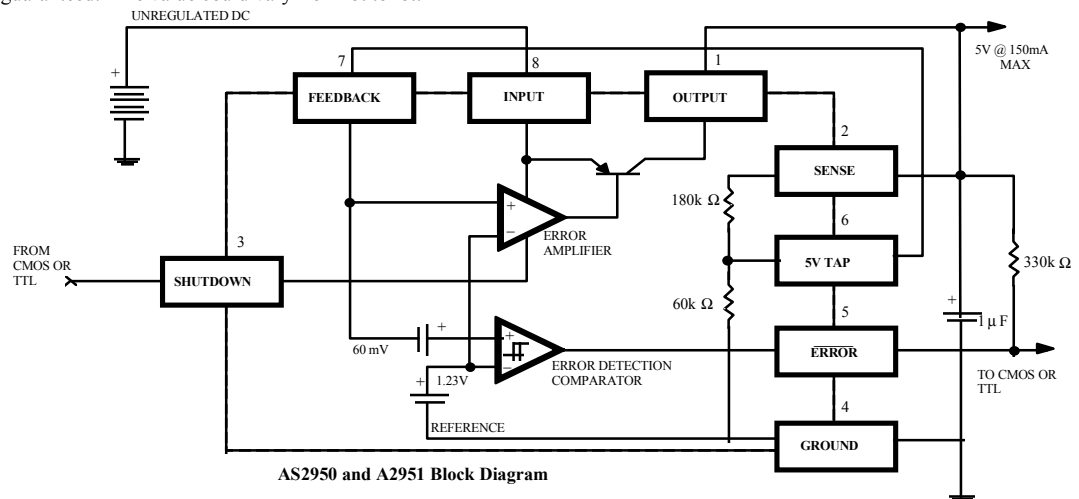 UNREGULATED DC
7
8
1
5V @ 150mA
MAX
FEEDBACK
INPUT
OUTPUT
+
2
SENSE
180k Ω
6
+
−
ERROR
AMPLIFIER
3
FROM
CMOS OR
TTL
SHUTDOWN
5V TAP
330k Ω
60k Ω
5
+
1 µ F
60 mV
+
+
−
ERROR DETECTION
COMPARATOR
ERROR
TO CMOS OR
TTL
+
1.23V
4
REFERENCE
GROUND
AS2950 and A2951 Block Diagram